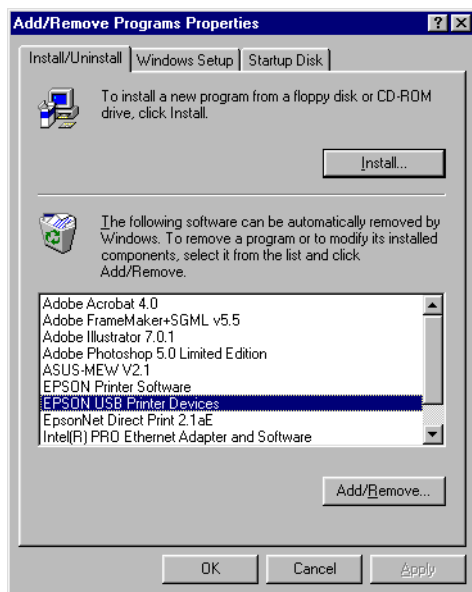 Add/Remove Programs Properties
Install/Uninstall Windows Setup Startup Disk
To install a new program from a floppy disk or CD-ROM
drive, click Install.
Install...
The following software can be automatically removed by
Windows. To remove a program or to modify its installed
components, select it from the list and click
Add/Remove.
Adobe Acrobat 4.0
Adobe FrameMaker+SGML v5.5
Adobe Illustrator 7.0.1
Adobe Photoshop 5.0 Limited Edition
ASUS-MEW V2.1
EPSON Printer Software
EPSON USB Printer Devices
EpsonNet Direct Print 2.1aE
Intel(R) PRO Ethernet Adapter and Software
Add/Remove...
OK Cancel Apply